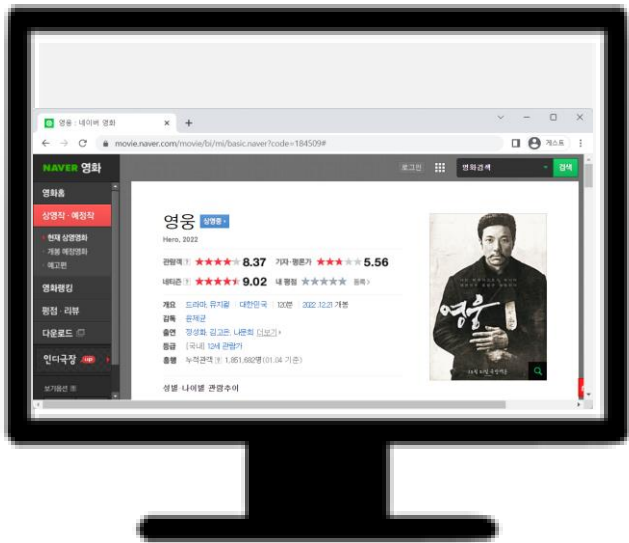 영웅 : 네이버 영화
movie.naver.com/movie/bi/mi/basic.naver?code=184509#
게스트
NAVER 영화
로그인
영화검색
검색
영화홈
상영작·예정작
현재 상영영화
개봉 예정영화
예고편
영화랭킹
평점·리뷰
다운로드
인디극장 up!
보기옵션
영웅 상영중
Hero, 2022
관람객 8.37 기자·평론가 5.56
네티즌 9.02 내 평점 등록
개요 드라마, 뮤지컬 대한민국 120분 2022.12.21 개봉
감독 윤제균
출연 정성화, 김고은, 나문희 더보기
등급 [국내] 12세 관람가
흥행 누적관객 1,851,682명(01.04 기준)
성별·나이별 관람추이
영웅